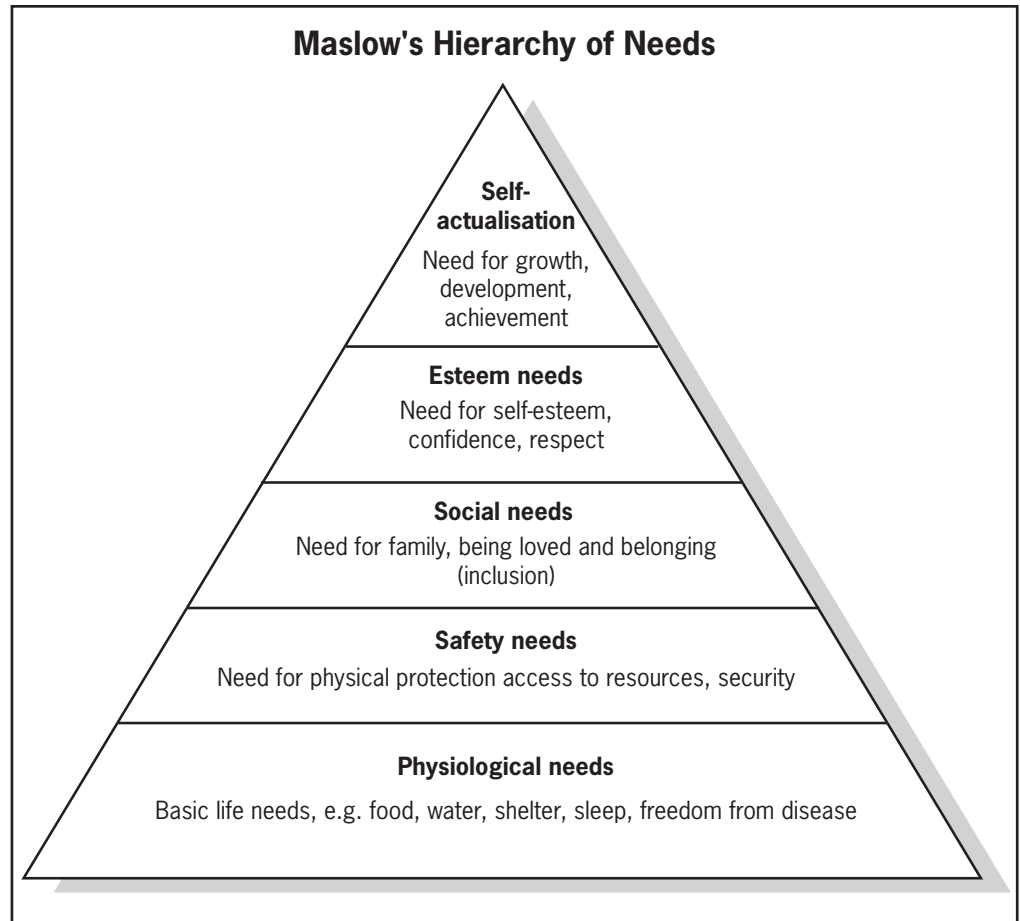 Maslow's Hierarchy of Needs
Self-
actualisation
Need for growth,
development,
achievement
Esteem needs
Need for self-esteem,
confidence, respect
Social needs
Need for family, being loved and belonging
(inclusion)
Safety needs
Need for physical protection access to resources, security
Physiological needs
Basic life needs, e.g. food, water, shelter, sleep, freedom from disease